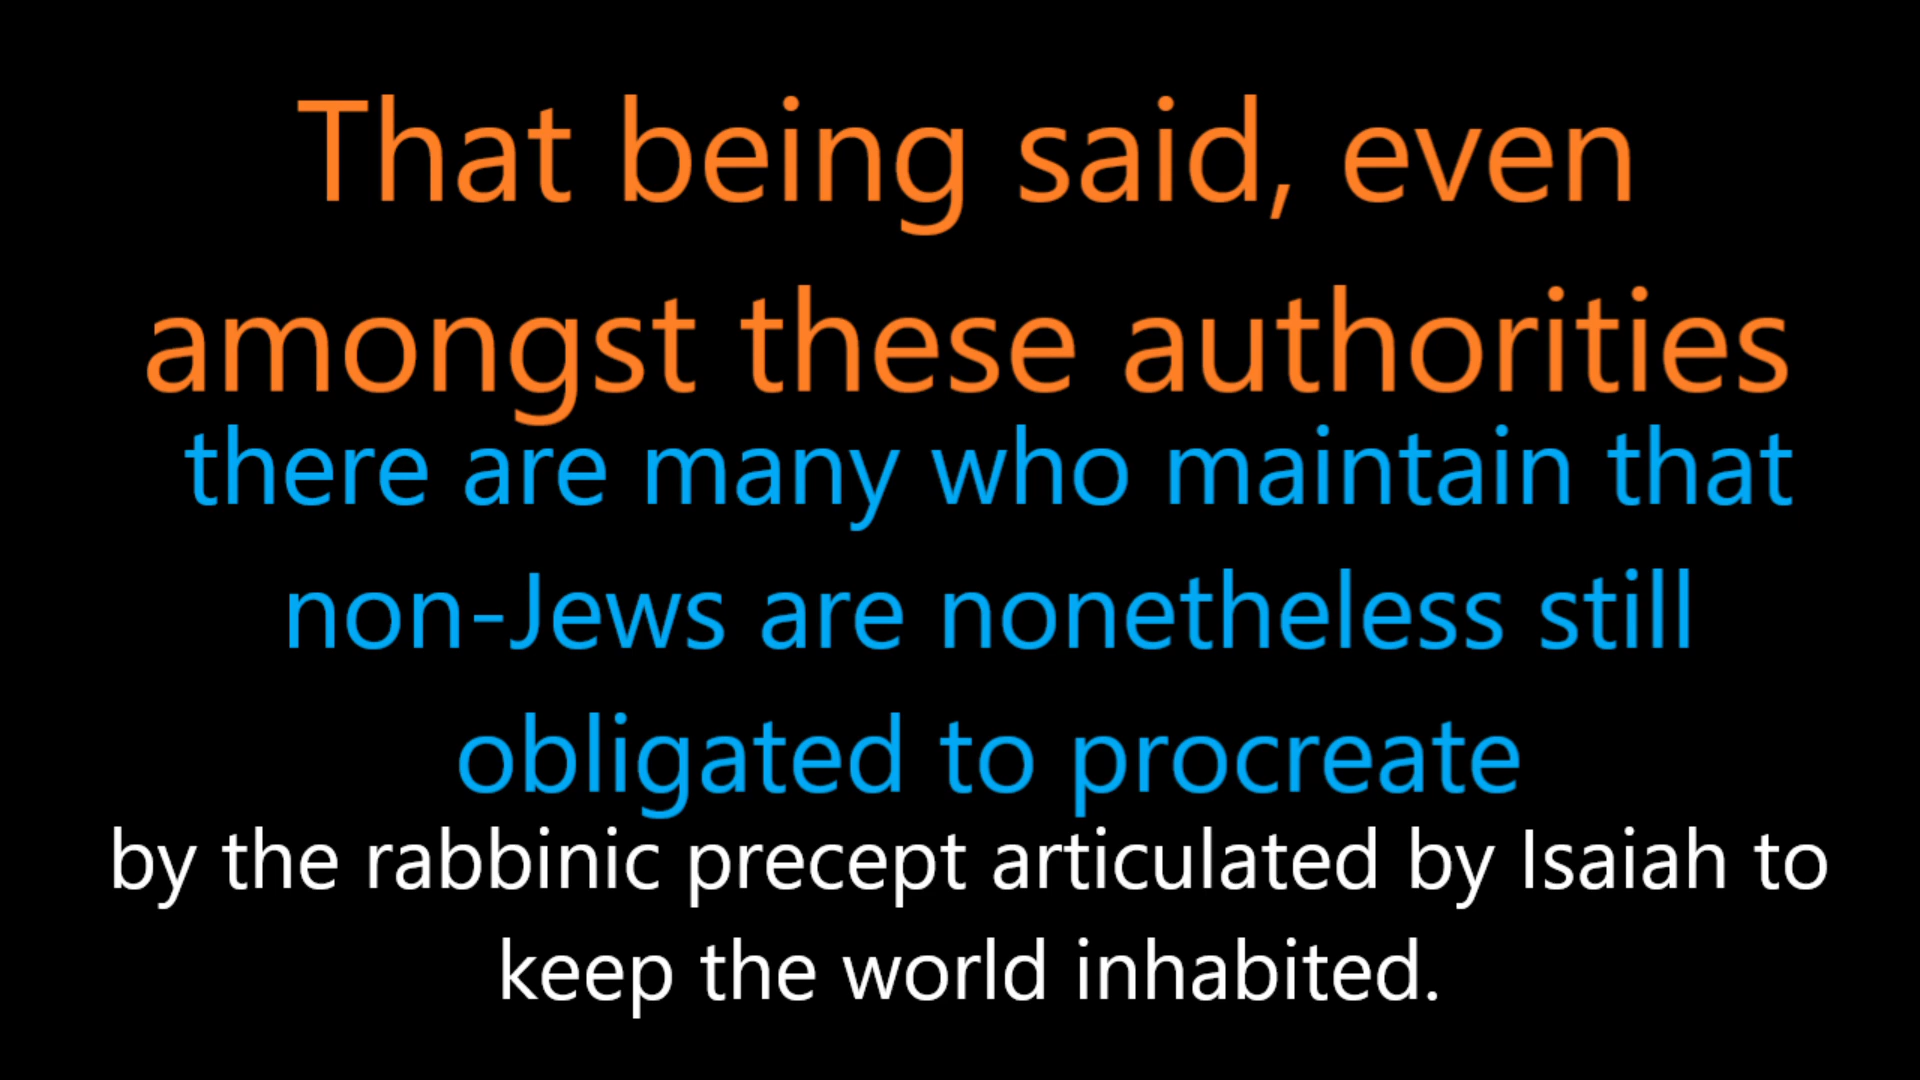 That being said, even
amongst these authorities
there are many who maintain that
non-Jews are nonetheless still
obligated to procreate
by the rabbinic precept articulated by Isaiah to
keep the world inhabited.